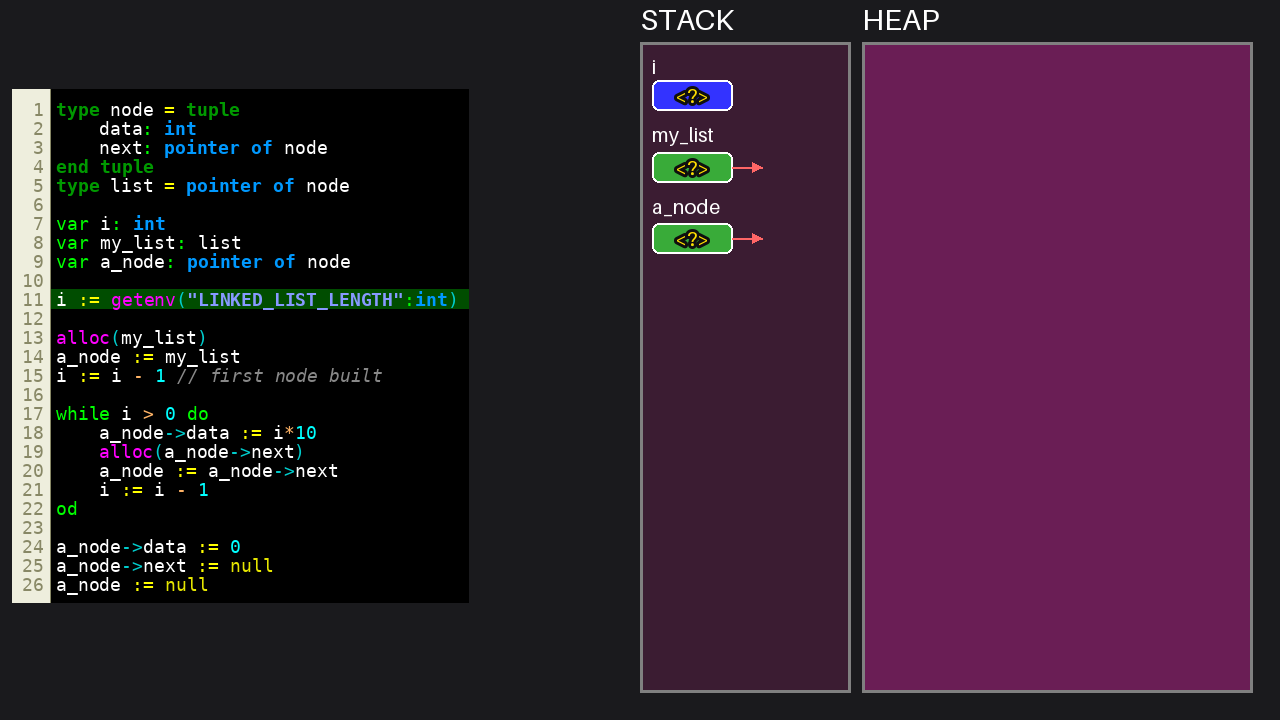 STACK
HEAP
i
<?>
my_list
<?>
a_node
<?>
1 type node = tuple
2     data: int
3     next: pointer of node
4 end tuple
5 type list = pointer of node
6
7 var i: int
8 var my_list: list
9 var a_node: pointer of node
10
11 i := getenv("LINKED_LIST_LENGTH":int)
12
13 alloc(my_list)
14 a_node := my_list
15 i := i - 1 // first node built
16
17 while i > 0 do
18     a_node->data := i*10
19     alloc(a_node->next)
20     a_node := a_node->next
21     i := i - 1
22 od
23
24 a_node->data := 0
25 a_node->next := null
26 a_node := null